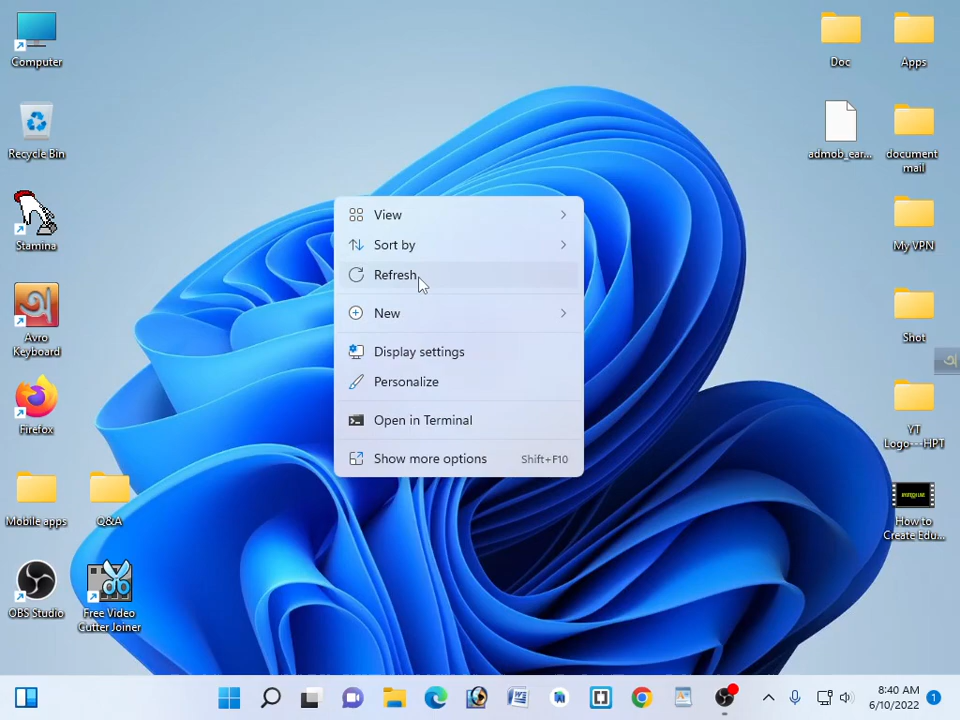 Computer
Recycle Bin
Stamina
Avro
Keyboard
Firefox
Mobile apps
Q&A
OBS Studio
Free Video
Cutter Joiner
View
Sort by
Refresh
New
Display settings
Personalize
Open in Terminal
Show more options Shift+F10
Doc
Apps
admob_ear...
document
mail
My VPN
Shot
YT
Logo---HPT
How to
Create Edu...
8:40 AM
6/10/2022
1